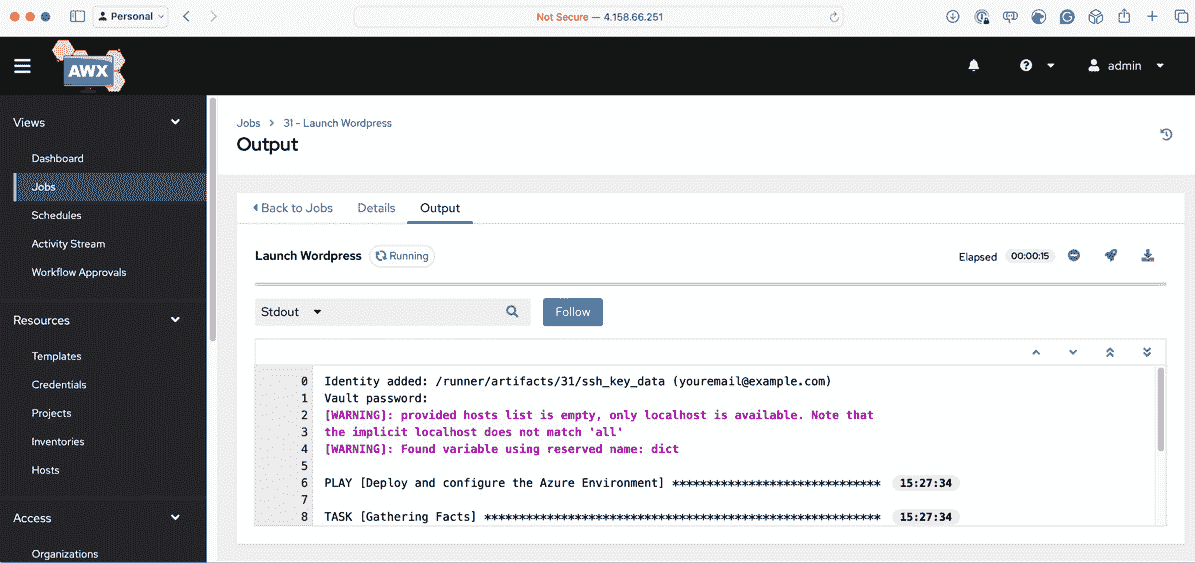 Personal
Not Secure — 4.158.66.251
AWX
admin
Views
Dashboard
Jobs
Schedules
Activity Stream
Workflow Approvals
Resources
Templates
Credentials
Projects
Inventories
Hosts
Access
Organizations
Jobs > 31 - Launch Wordpress
Output
Back to Jobs Details Output
Launch Wordpress Running Elapsed 00:00:15
Stdout Follow
0 Identity added: /runner/artifacts/31/ssh_key_data (youremail@example.com)
1 Vault password:
2 [WARNING]: provided hosts list is empty, only localhost is available. Note that
3 the implicit localhost does not match 'all'
4 [WARNING]: Found variable using reserved name: dict
5
6 PLAY [Deploy and configure the Azure Environment] ****************************** 15:27:34
7
8 TASK [Gathering Facts] ********************************************************* 15:27:34